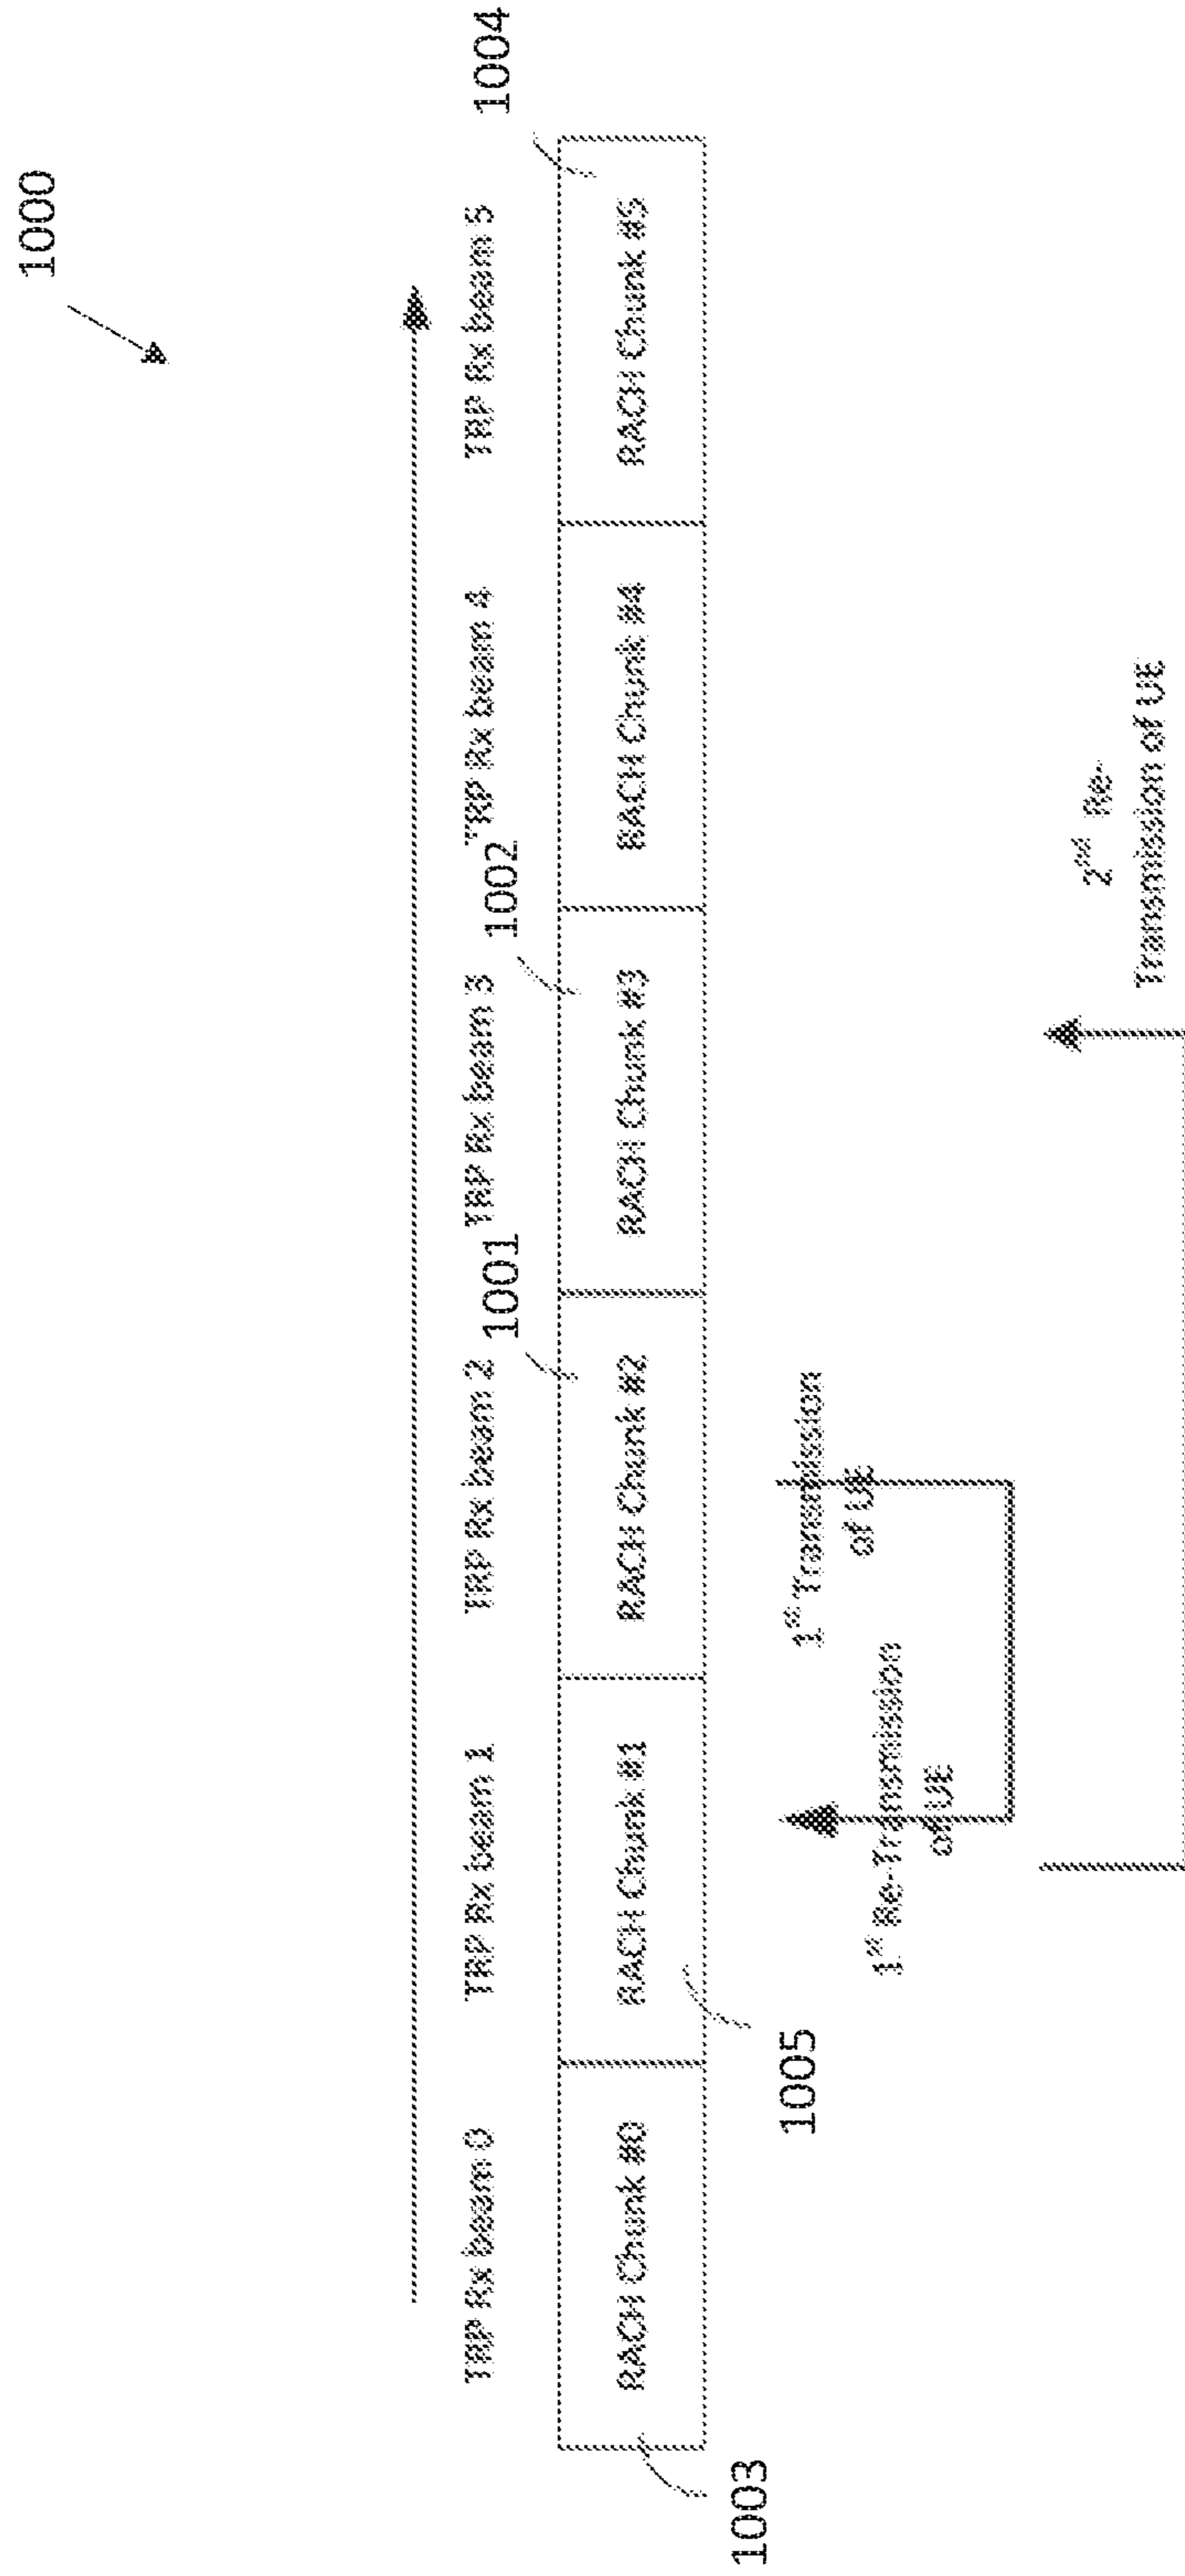 1000
TRP Rx beam 0
TRP Rx beam 1
TRP Rx beam 2
TRP Rx beam 3
TRP Rx beam 4
TRP Rx beam 5
1001
1002
1004
RACH Chunk #0
RACH Chunk #1
RACH Chunk #2
RACH Chunk #3
RACH Chunk #4
RACH Chunk #5
1003
1005
1st Transmission
of UE
1st Re-Transmission
of UE
2nd Re-
Transmission of UE